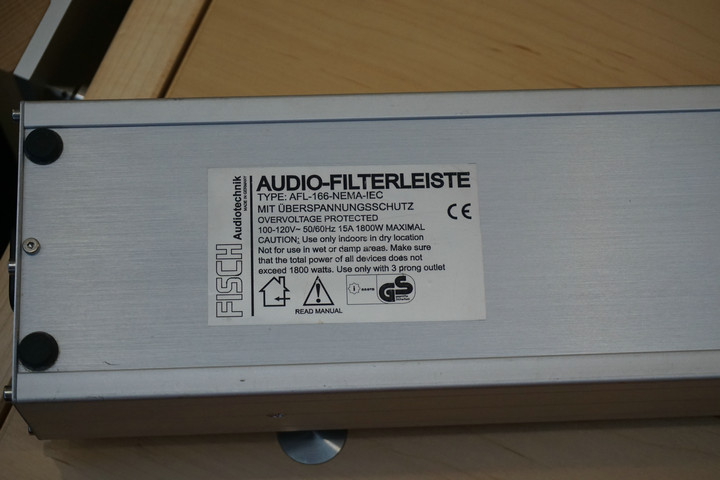 FISCH
Audiotechnik
MADE IN GERMANY
AUDIO-FILTERLEISTE
TYPE: AFL-166-NEMA-IEC
MIT ÜBERSPANNUNGSSCHUTZ
OVERVOLTAGE PROTECTED
100-120V~ 50/60Hz 15A 1800W MAXIMAL
CAUTION; Use only indoors in dry location
Not for use in wet or damp areas. Make sure
that the total power of all devices does not
exceed 1800 watts. Use only with 3 prong outlet
CE
GS
READ MANUAL